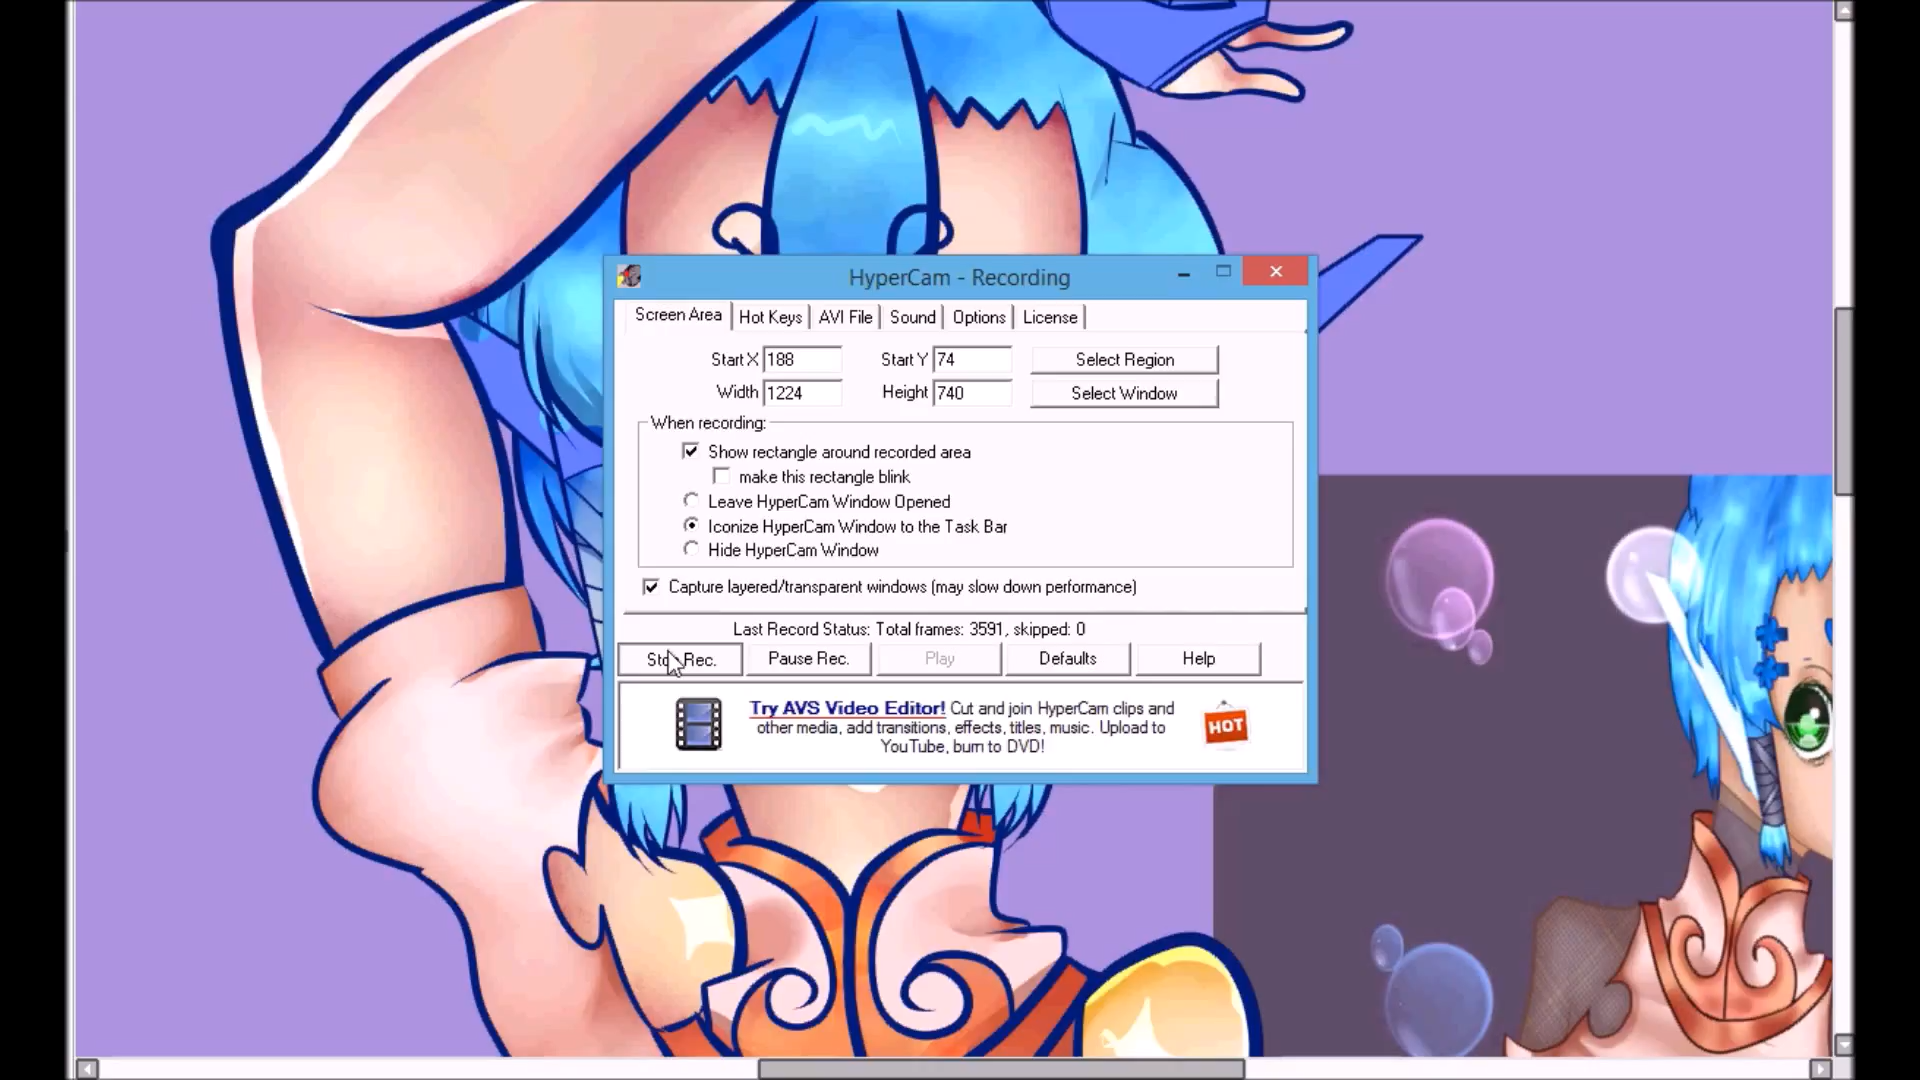 HyperCam - Recording
Screen Area Hot Keys AVI File Sound Options License
Start X 188 Start Y 74 Select Region
Width 1224 Height 740 Select Window
When recording:
Show rectangle around recorded area
make this rectangle blink
Leave HyperCam Window Opened
Iconize HyperCam Window to the Task Bar
Hide HyperCam Window
Capture layered/transparent windows (may slow down performance)
Last Record Status: Total frames: 3591, skipped: 0
Rec. Pause Rec. Play Defaults Help
Try AVS Video Editor! Cut and join HyperCam clips and
other media, add transitions, effects, titles, music. Upload to
YouTube, burn to DVD!
HOT